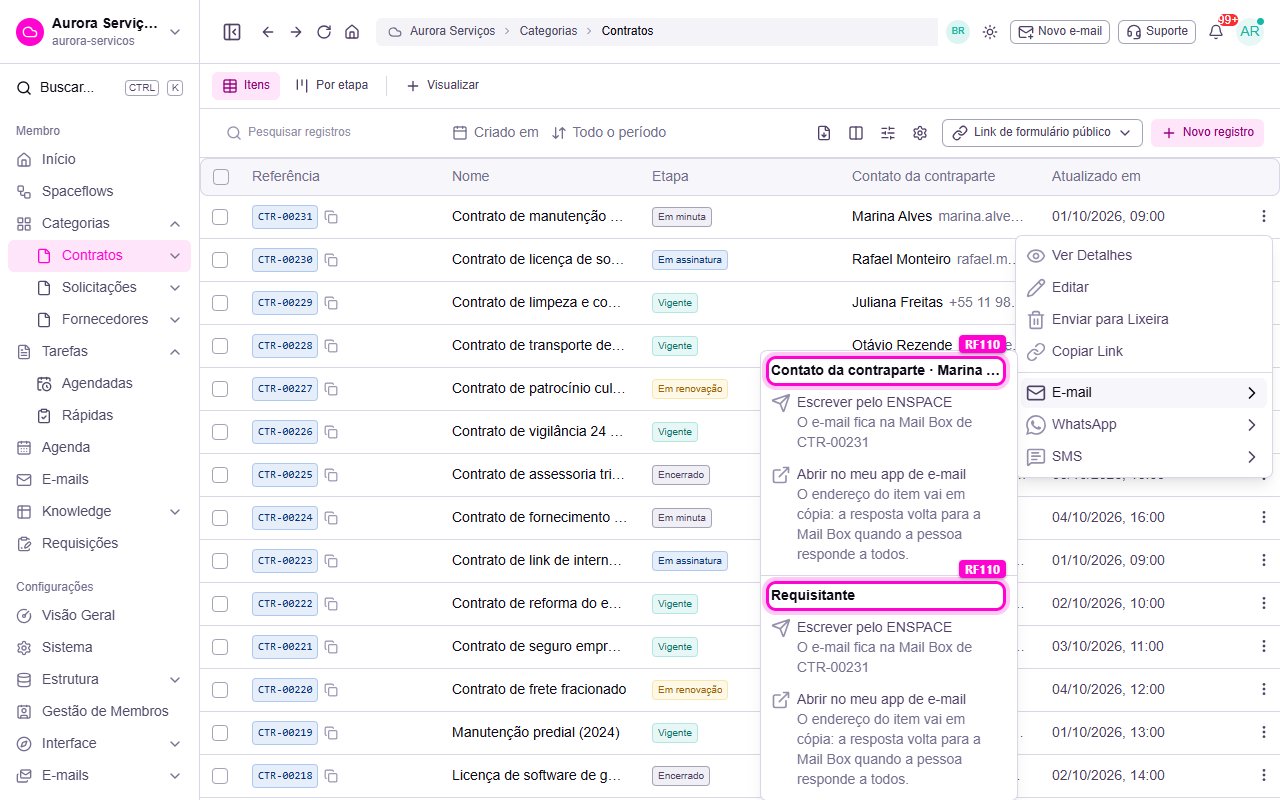 Aurora Serviç...
aurora-servicos
Aurora Serviços > Categorias > Contratos
BR
Novo e-mail
Suporte
99+
AR
Buscar...
CTRL K
Itens
Por etapa
Visualizar
Pesquisar registros
Criado em
Todo o período
Link de formulário público
Novo registro
Membro
Início
Spaceflows
Categorias
Contratos
Solicitações
Fornecedores
Tarefas
Agendadas
Rápidas
Agenda
E-mails
Knowledge
Requisições
Configurações
Visão Geral
Sistema
Estrutura
Gestão de Membros
Interface
E-mails
Referência Nome Etapa Contato da contraparte Atualizado em
CTR-00231 Contrato de manutenção ... Em minuta Marina Alves marina.alve... 01/10/2026, 09:00
CTR-00230 Contrato de licença de so... Em assinatura Rafael Monteiro rafael.m...
CTR-00229 Contrato de limpeza e co... Vigente Juliana Freitas +55 11 98.
CTR-00228 Contrato de transporte de... Vigente Otávio Rezende
CTR-00227 Contrato de patrocínio cul... Em renovação
CTR-00226 Contrato de vigilância 24 ... Vigente
CTR-00225 Contrato de assessoria tri... Encerrado
CTR-00224 Contrato de fornecimento ... Em minuta 04/10/2026, 16:00
CTR-00223 Contrato de link de intern... Em assinatura 01/10/2026, 09:00
CTR-00222 Contrato de reforma do e... Vigente 02/10/2026, 10:00
CTR-00221 Contrato de seguro empr... Vigente 03/10/2026, 11:00
CTR-00220 Contrato de frete fracionado Em renovação 04/10/2026, 12:00
CTR-00219 Manutenção predial (2024) Vigente 01/10/2026, 13:00
CTR-00218 Licença de software de g... Encerrado 02/10/2026, 14:00
Ver Detalhes
Editar
Enviar para Lixeira
Copiar Link
E-mail
WhatsApp
SMS
RF110
Contato da contraparte · Marina ...
Escrever pelo ENSPACE
O e-mail fica na Mail Box de
CTR-00231
Abrir no meu app de e-mail
O endereço do item vai em
cópia: a resposta volta para a
Mail Box quando a pessoa
responde a todos.
RF110
Requisitante
Escrever pelo ENSPACE
O e-mail fica na Mail Box de
CTR-00231
Abrir no meu app de e-mail
O endereço do item vai em
cópia: a resposta volta para a
Mail Box quando a pessoa
responde a todos.